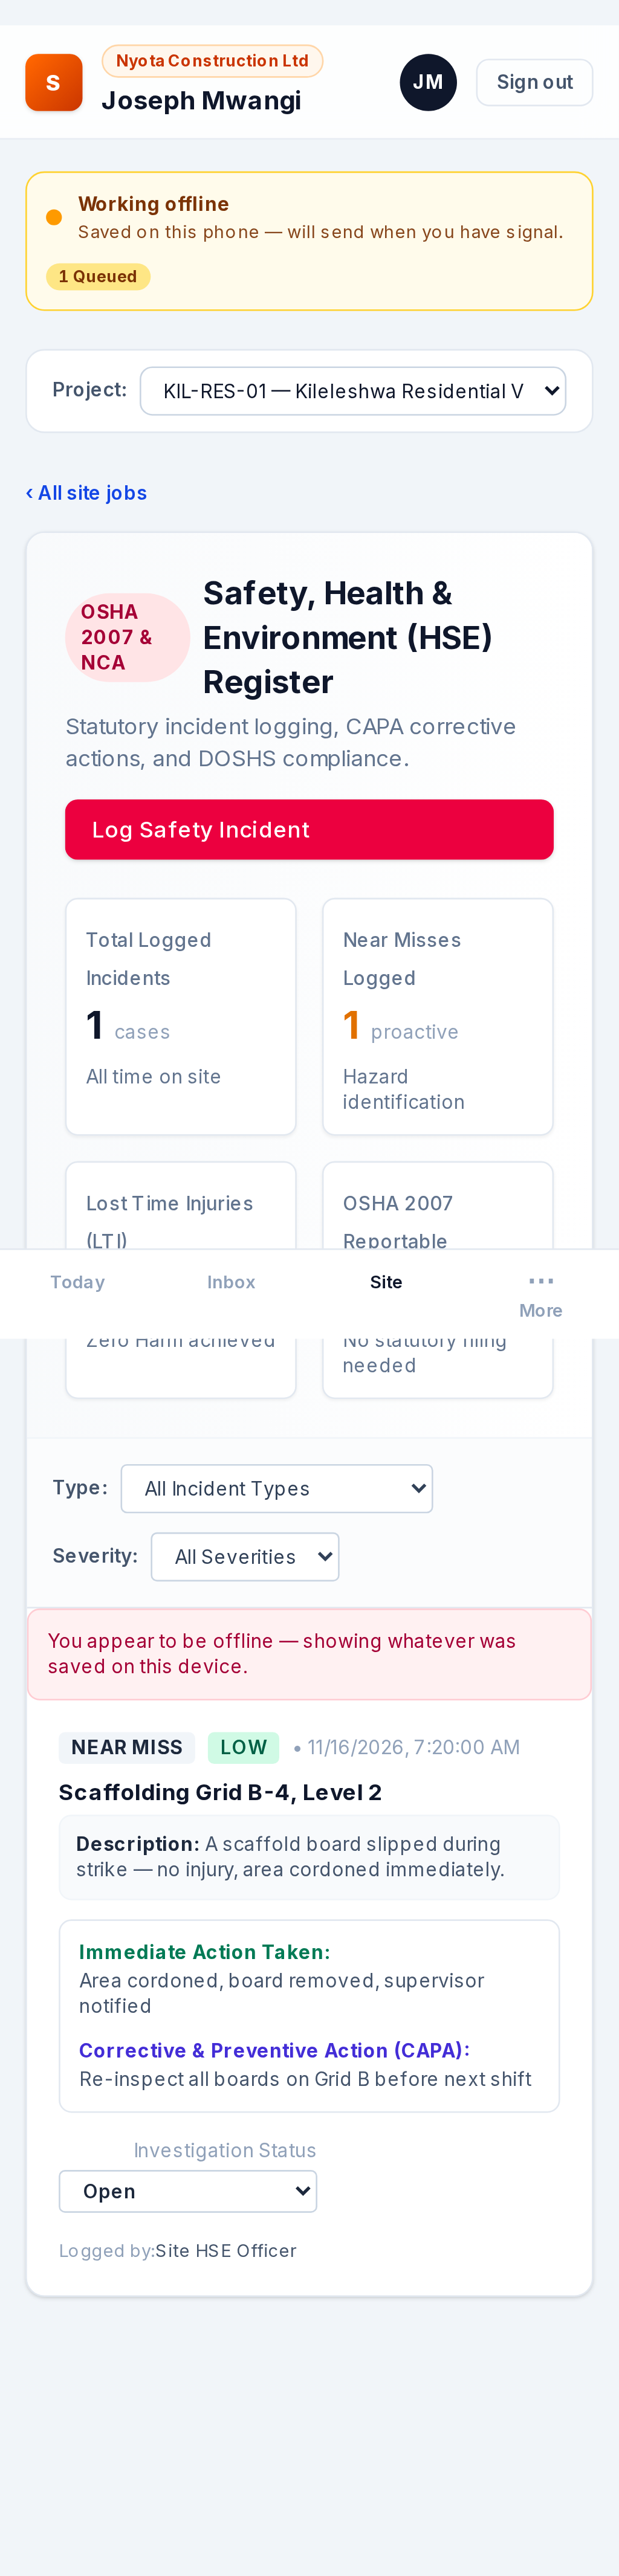 S
Nyota Construction Ltd
Joseph Mwangi
JM
Sign out
Working offline
Saved on this phone — will send when you have signal.
1 Queued
Project:
KIL-RES-01 — Kileleshwa Residential V
‹ All site jobs
OSHA
2007 &
NCA
Safety, Health &
Environment (HSE)
Register
Statutory incident logging, CAPA corrective
actions, and DOSHS compliance.
Log Safety Incident
Total Logged
Incidents
1 cases
All time on site
Near Misses
Logged
1 proactive
Hazard
identification
Lost Time Injuries
(LTI)
OSHA 2007
Reportable
Today
Inbox
Site
More
Zero Harm achieved
No statutory filing
needed
Type:
All Incident Types
Severity:
All Severities
You appear to be offline — showing whatever was
saved on this device.
NEAR MISS
LOW
• 11/16/2026, 7:20:00 AM
Scaffolding Grid B-4, Level 2
Description: A scaffold board slipped during
strike — no injury, area cordoned immediately.
Immediate Action Taken:
Area cordoned, board removed, supervisor
notified
Corrective & Preventive Action (CAPA):
Re-inspect all boards on Grid B before next shift
Investigation Status
Open
Logged by:Site HSE Officer